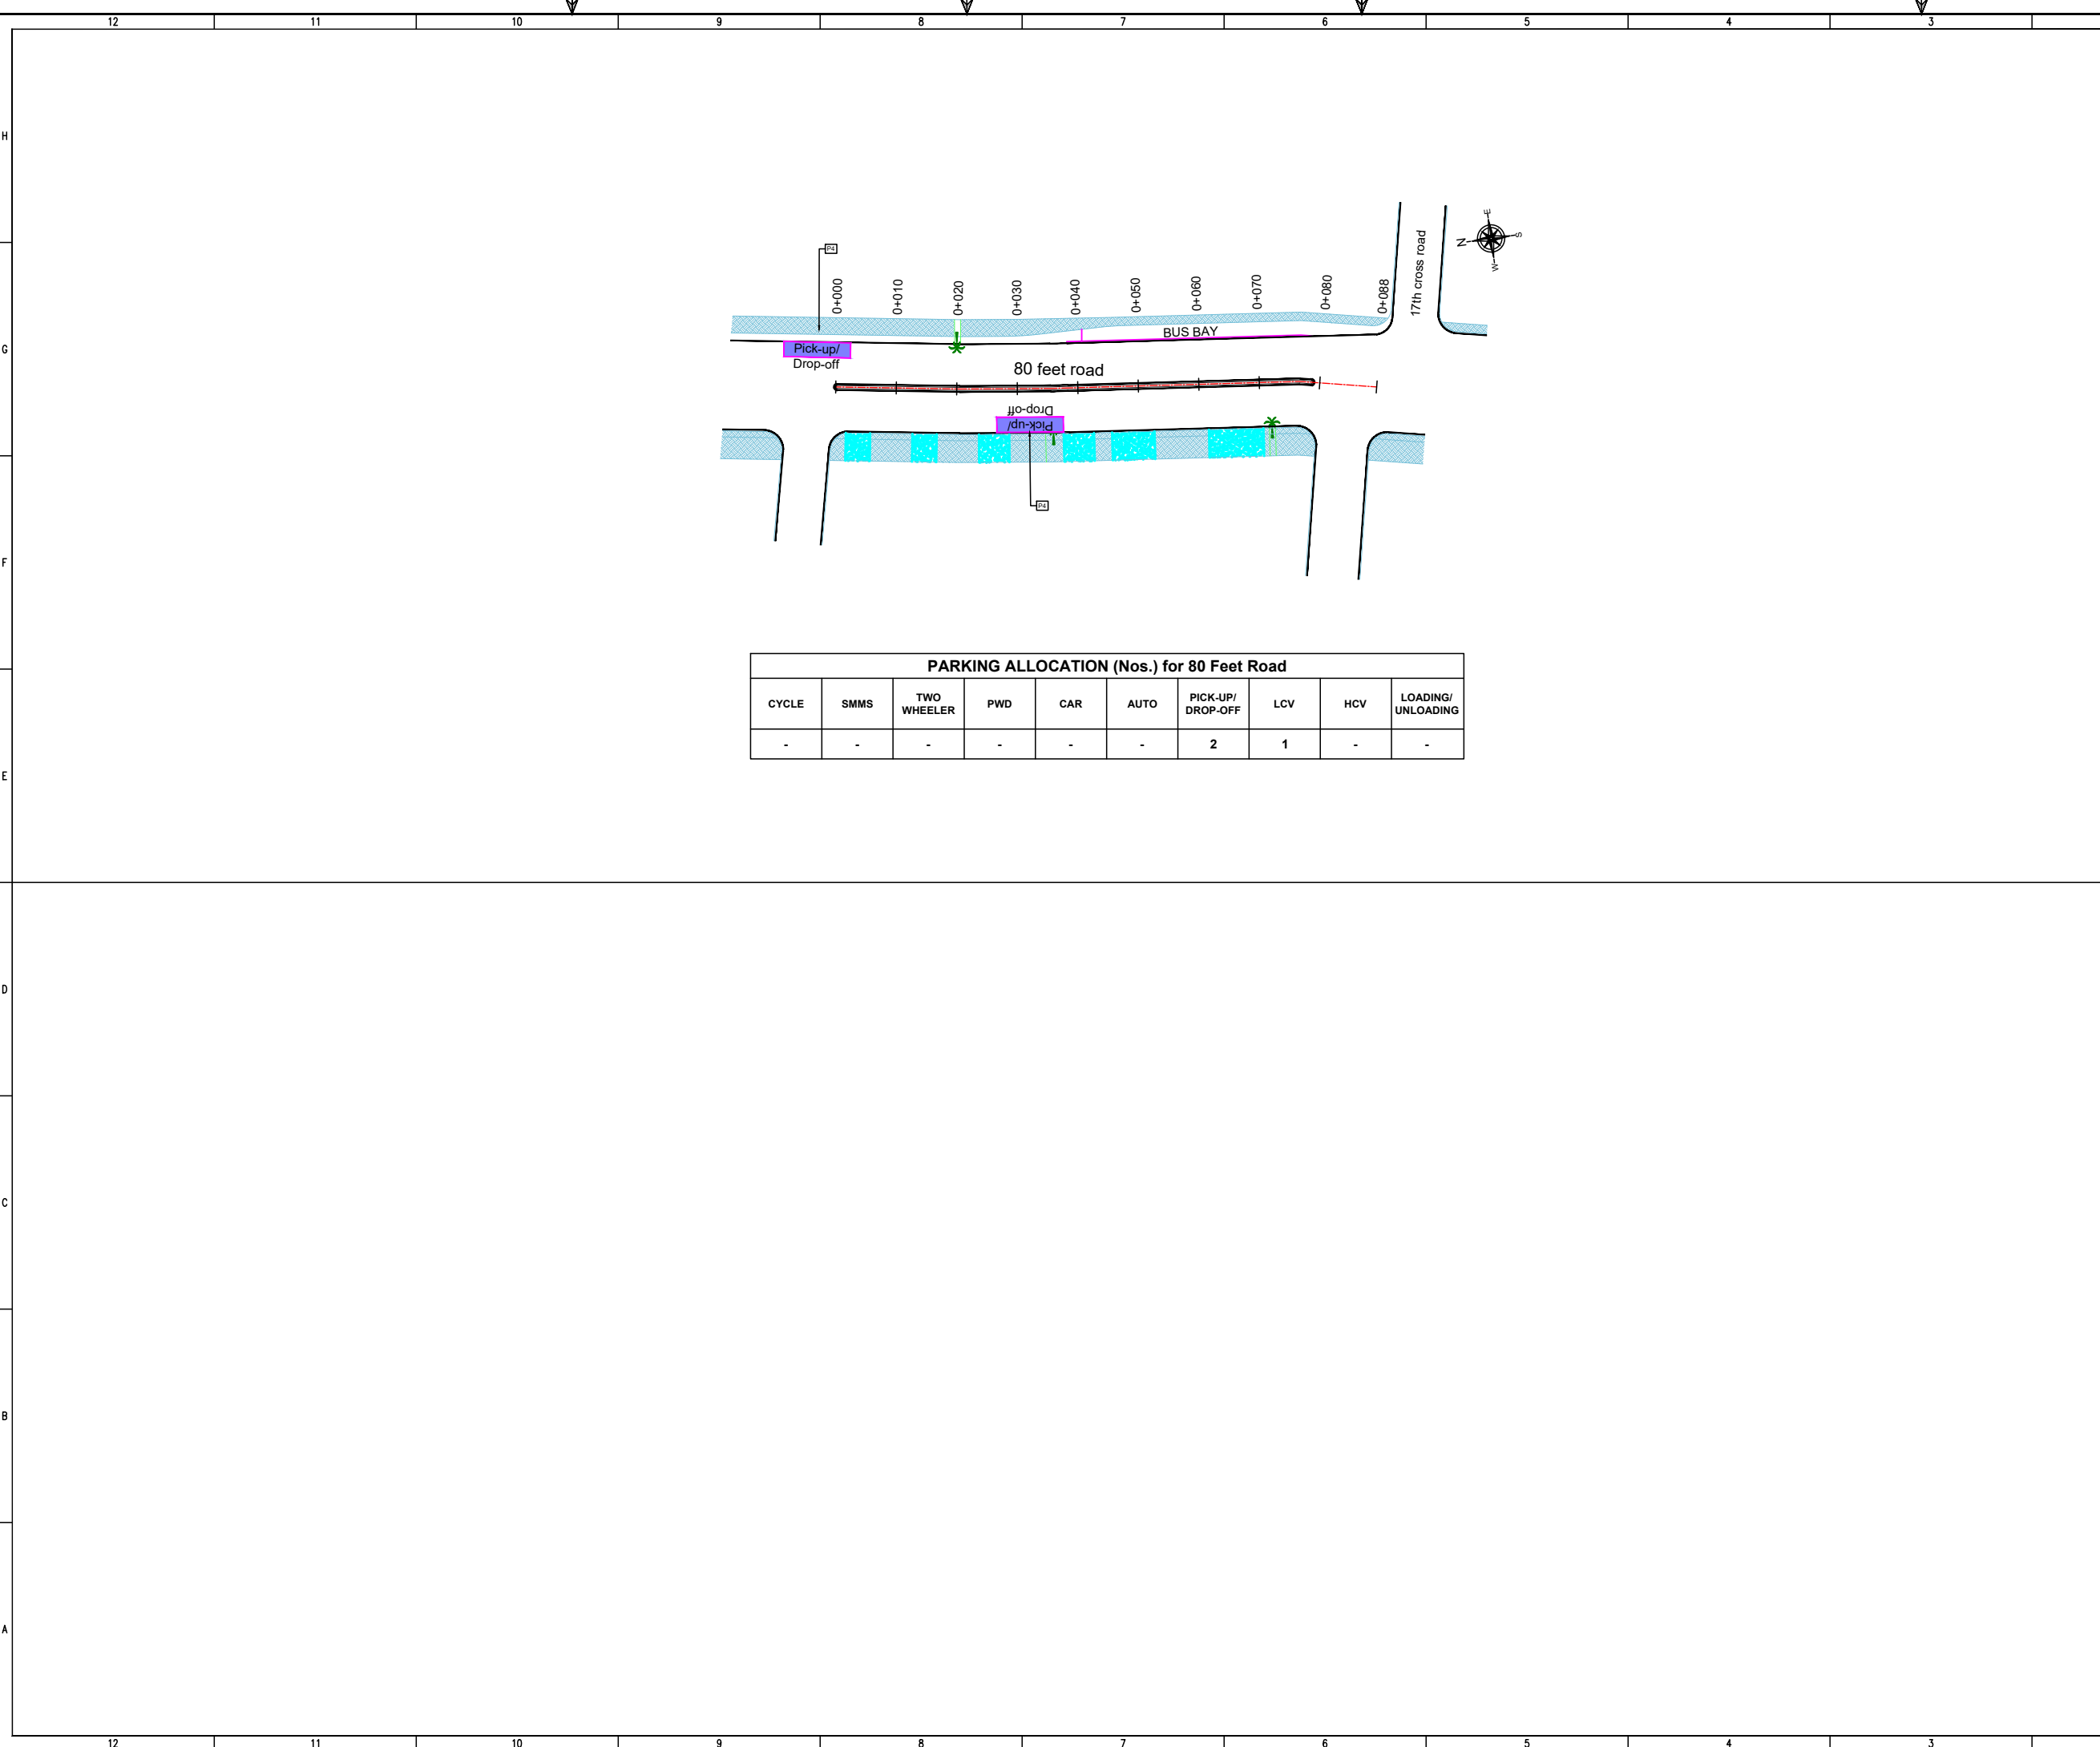 12 11 10 9 8 7 6 5 4 3
H
G
F
E
D
C
B
A
P4
0+000
0+010
0+020
0+030
0+040
0+050
0+060
0+070
0+080
0+088
17th cross road
E
N
S
W
BUS BAY
Pick-up/
Drop-off
80 feet road
Pick-up/
Drop-off
P4
PARKING ALLOCATION (Nos.) for 80 Feet Road
CYCLE SMMS TWO WHEELER PWD CAR AUTO PICK-UP/ DROP-OFF LCV HCV LOADING/ UNLOADING
- - - - - - 2 1 - -
12 11 10 9 8 7 6 5 4 3